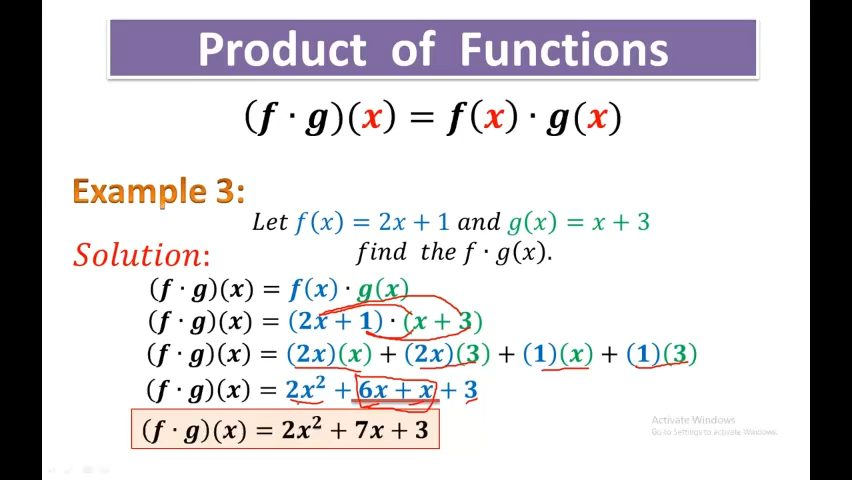 Product of Functions
(f · g)(x) = f(x) · g(x)
Example 3:
Let f(x) = 2x + 1 and g(x) = x + 3
Solution: find the f · g(x).
(f · g)(x) = f(x) · g(x)
(f · g)(x) = (2x + 1) · (x + 3)
(f · g)(x) = (2x)(x) + (2x)(3) + (1)(x) + (1)(3)
(f · g)(x) = 2x² + 6x + x + 3
(f · g)(x) = 2x² + 7x + 3
Activate Windows
Go to Settings to activate Windows.